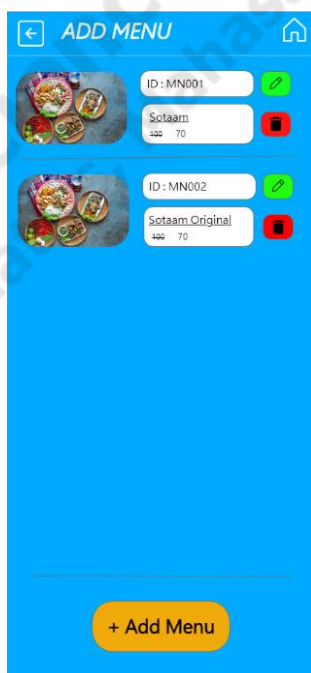 ADD MENU
ID : MN001
Sotaam
100 70
ID : MN002
Sotaam Original
100 70
+ Add Menu